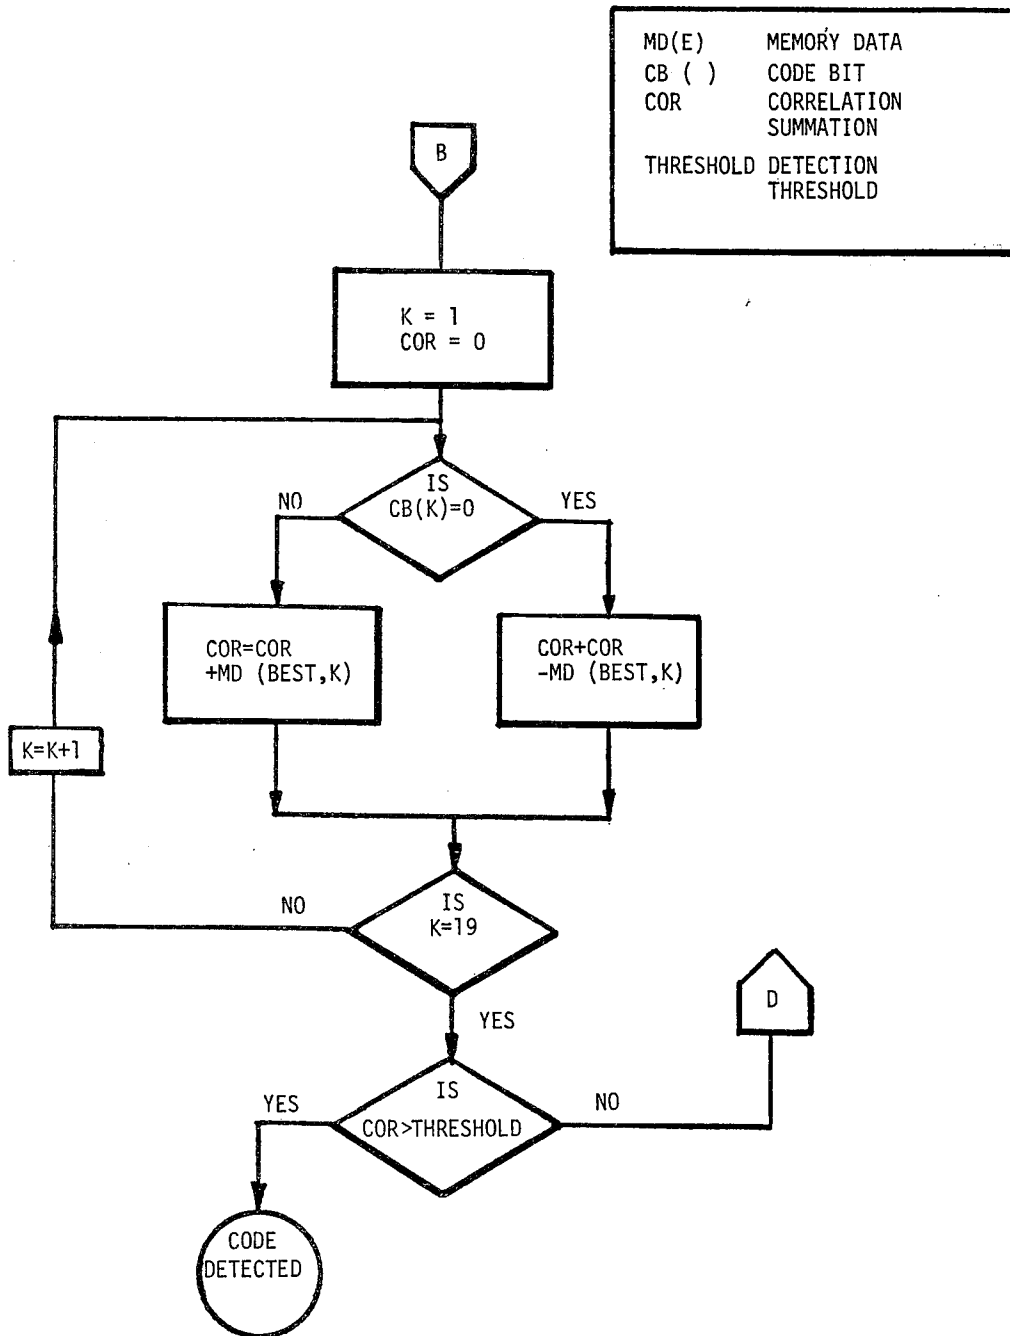 MD(E) MEMORY DATA
CB ( ) CODE BIT
COR CORRELATION
SUMMATION
THRESHOLD DETECTION
THRESHOLD
B
K = 1
COR = 0
IS
CB(K)=0
NO
YES
COR=COR
+MD (BEST,K)
COR+COR
-MD (BEST,K)
K=K+1
IS
K=19
NO
YES
D
IS
COR>THRESHOLD
YES
NO
CODE
DETECTED